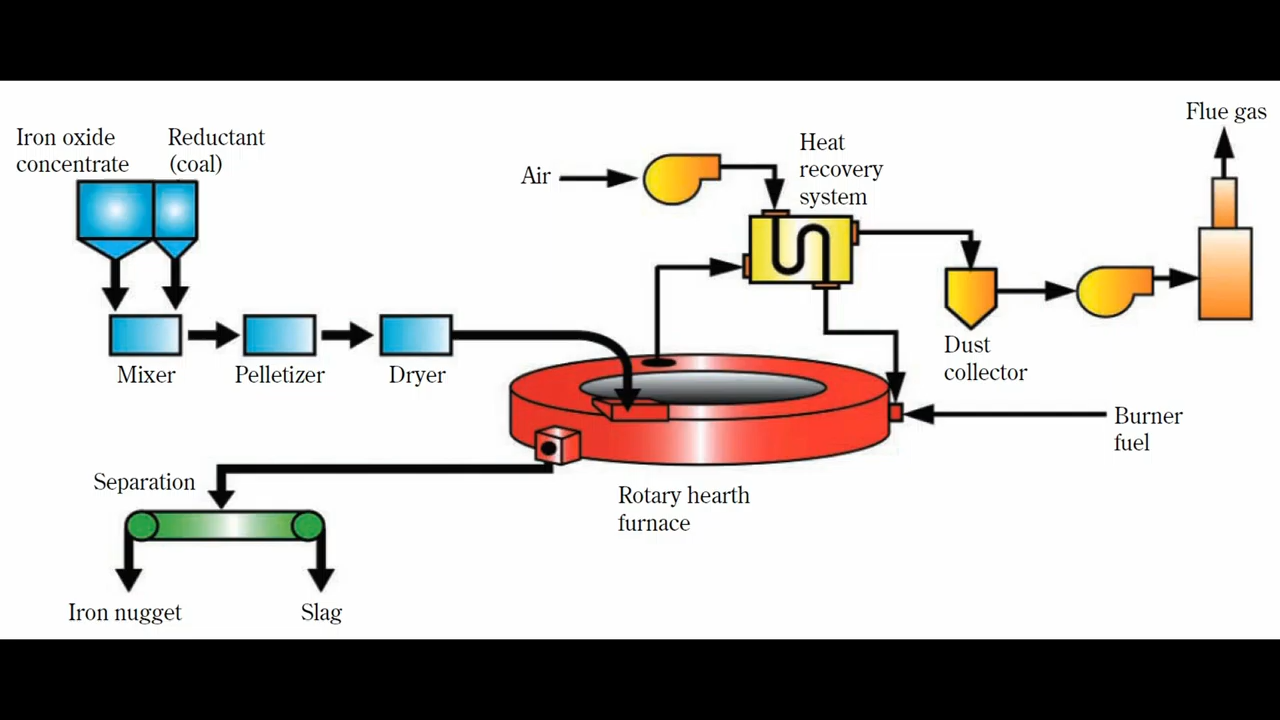 Iron oxide
concentrate
Reductant
(coal)
Mixer
Pelletizer
Dryer
Air
Heat
recovery
system
Flue gas
Dust
collector
Burner
fuel
Rotary hearth
furnace
Separation
Iron nugget
Slag